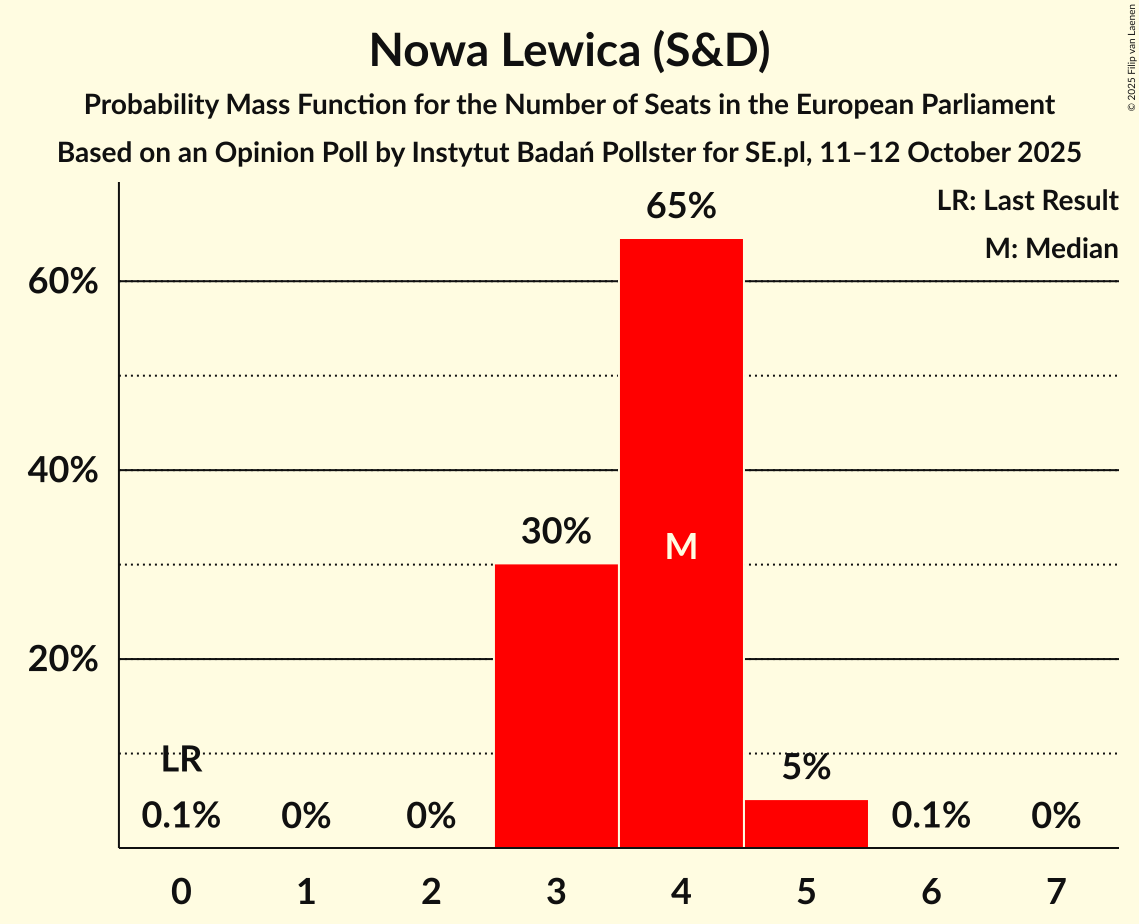 Nowa Lewica (S&D)
Probability Mass Function for the Number of Seats in the European Parliament
Based on an Opinion Poll by Instytut Badań Pollster for SE.pl, 11–12 October 2025
© 2025 Filip van Laenen
LR: Last Result
M: Median
65%
60%
40%
30%
M
20%
LR
5%
0.1% 0% 0% 0.1% 0%
0 1 2 3 4 5 6 7